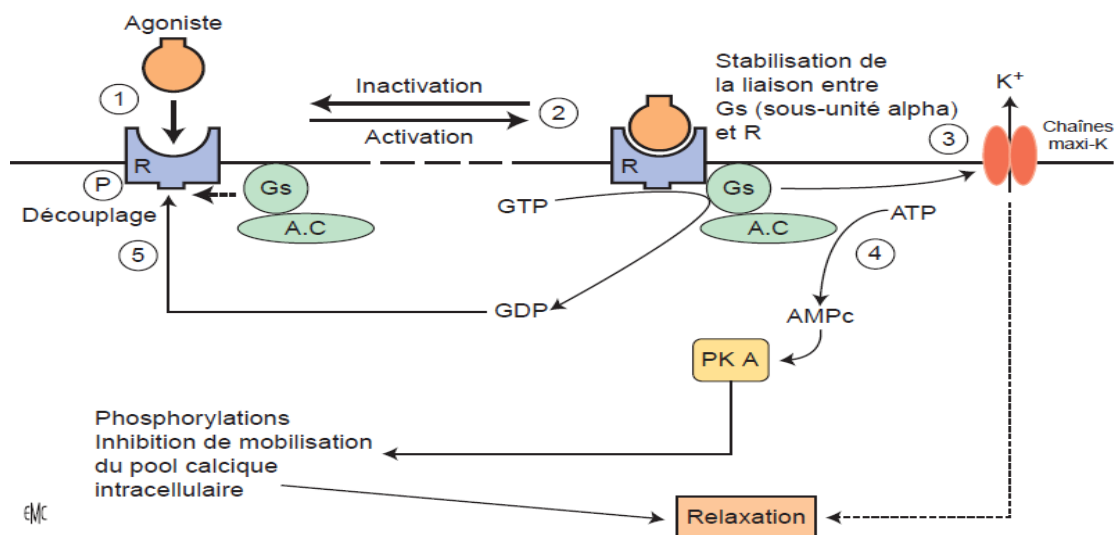 Agoniste
1
Inactivation
Activation
2
Stabilisation de
la liaison entre
Gs (sous-unité alpha)
et R
3
K+
Chaînes
maxi-K
R
P
Gs
A.C
Découplage
5
R
Gs
A.C
GTP
ATP
4
GDP
AMPc
PK A
Phosphorylations
Inhibition de mobilisation
du pool calcique
intracellulaire
Relaxation
EMC